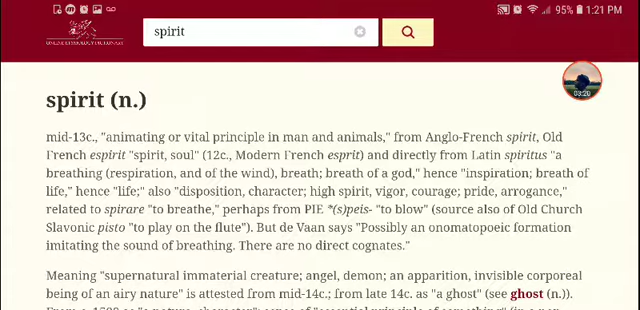 95% 1:21 PM
spirit
ONLINE ETYMOLOGY DICTIONARY
03:20
spirit (n.)
mid-13c., "animating or vital principle in man and animals," from Anglo-French spirit, Old
French espirit "spirit, soul" (12c., Modern French esprit) and directly from Latin spiritus "a
breathing (respiration, and of the wind), breath; breath of a god," hence "inspiration; breath of
life," hence "life;" also "disposition, character; high spirit, vigor, courage; pride, arrogance,"
related to spirare "to breathe," perhaps from PIE *(s)peis- "to blow" (source also of Old Church
Slavonic pisto "to play on the flute"). But de Vaan says "Possibly an onomatopoeic formation
imitating the sound of breathing. There are no direct cognates."
Meaning "supernatural immaterial creature; angel, demon; an apparition, invisible corporeal
being of an airy nature" is attested from mid-14c.; from late 14c. as "a ghost" (see ghost (n.)).